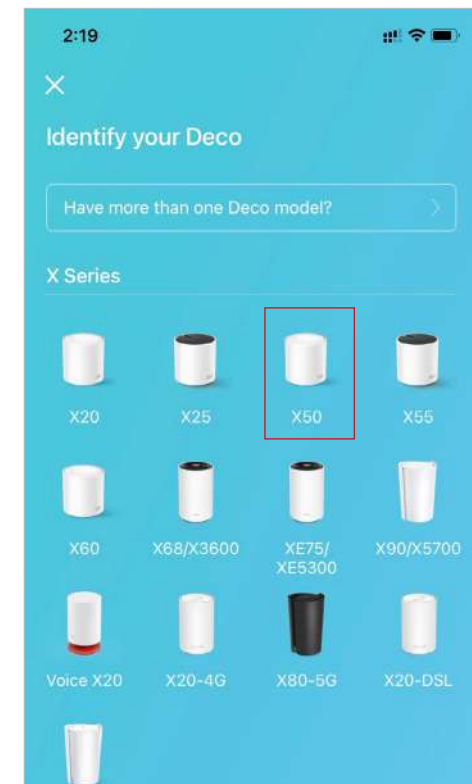 2:19
Identify your Deco
Have more than one Deco model?
X Series
X20 X25 X50 X55
X60 X68/X3600 XE75/ X90/X5700
XE5300
Voice X20 X20-4G X80-5G X20-DSL